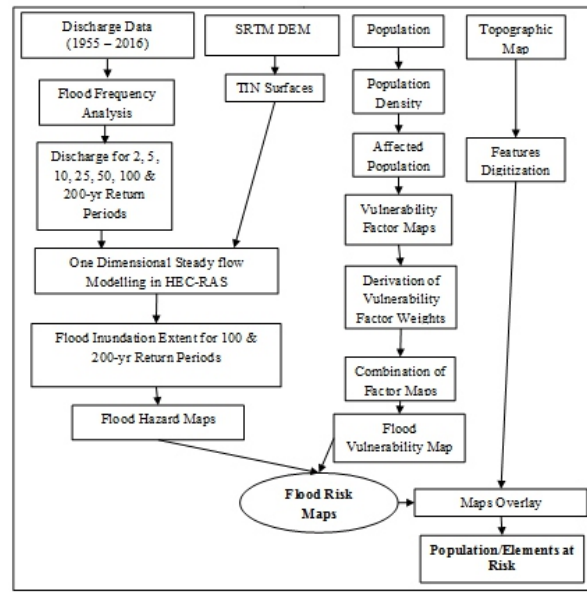 Discharge Data
(1955 – 2016)
SRTM DEM
Population
Topographic
Map
Flood Frequency
Analysis
TIN Surfaces
Population
Density
Discharge for 2, 5,
10, 25, 50, 100 &
200-yr Return
Periods
Affected
Population
Features
Digitization
Vulnerability
Factor Maps
One Dimensional Steady flow
Modelling in HEC-RAS
Derivation of
Vulnerability
Factor Weights
Flood Inundation Extent for 100 &
200-yr Return Periods
Combination of
Factor Maps
Flood Hazard Maps
Flood
Vulnerability Map
Flood Risk
Maps
Maps Overlay
Population/Elements at
Risk